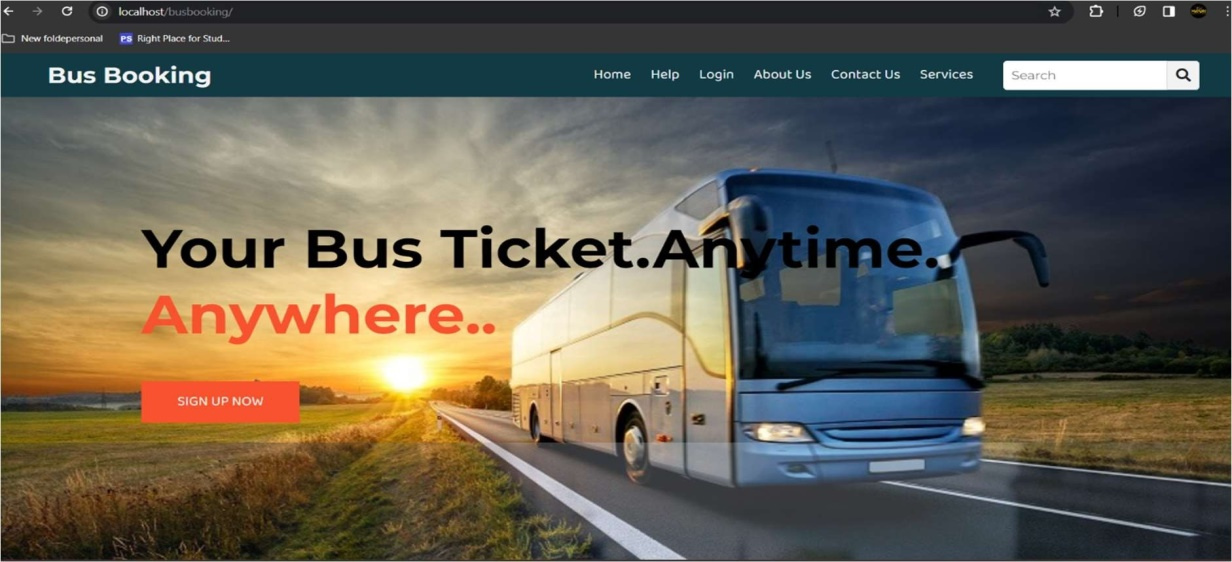 localhost/busbooking/
New foldepersonal PS Right Place for Stud...
Bus Booking Home Help Login About Us Contact Us Services Search
Your Bus Ticket.Anytime.
Anywhere..
SIGN UP NOW